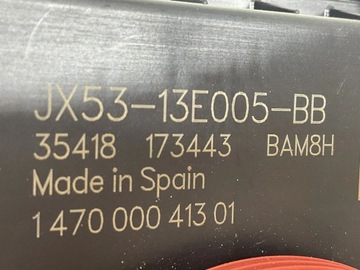 JX53-13E005-BB
35418 173443 BAM8H
Made in Spain
1 470 000 413 01